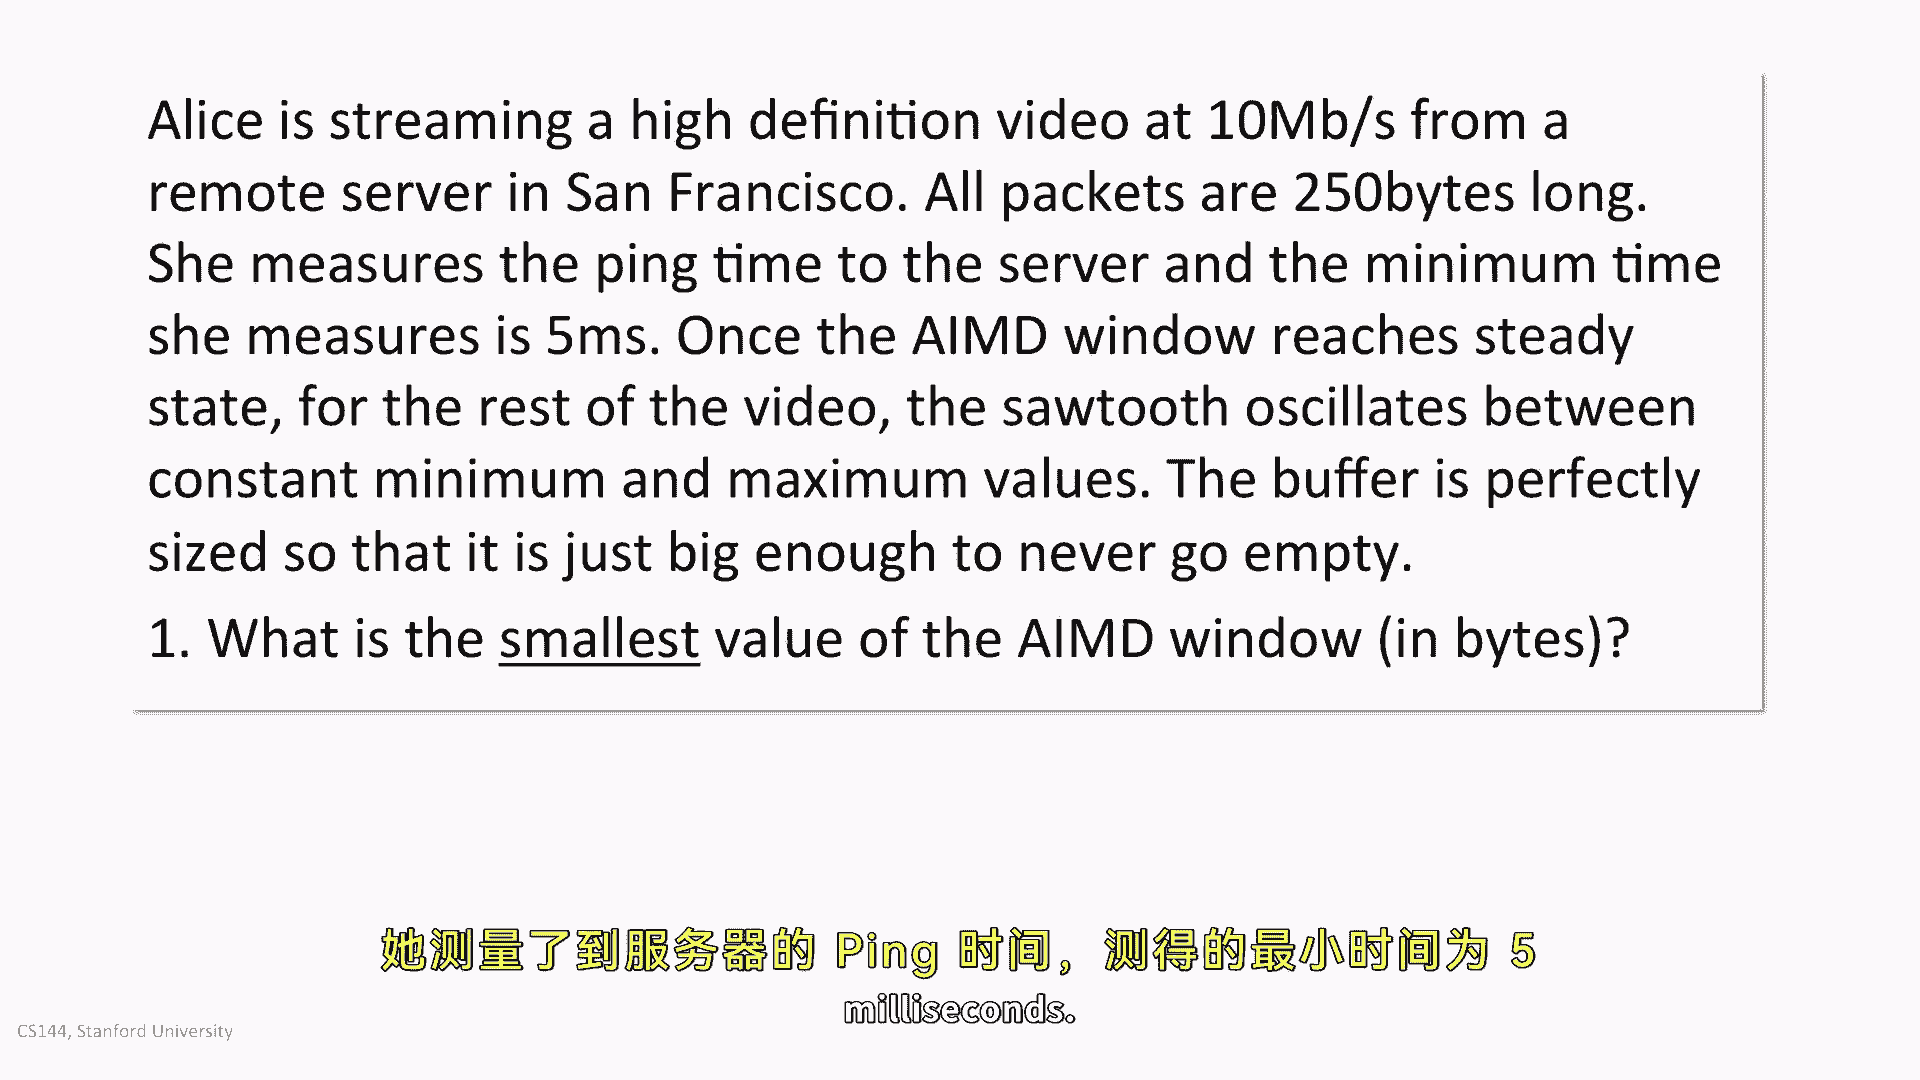 Alice is streaming a high definition video at 10Mb/s from a
remote server in San Francisco. All packets are 250bytes long.
She measures the ping time to the server and the minimum time
she measures is 5ms. Once the AIMD window reaches steady
state, for the rest of the video, the sawtooth oscillates between
constant minimum and maximum values. The buffer is perfectly
sized so that it is just big enough to never go empty.
1. What is the smallest value of the AIMD window (in bytes)?
她测量了到服务器的 Ping 时间，测得的最小时间为 5
milliseconds.
CS144, Stanford University